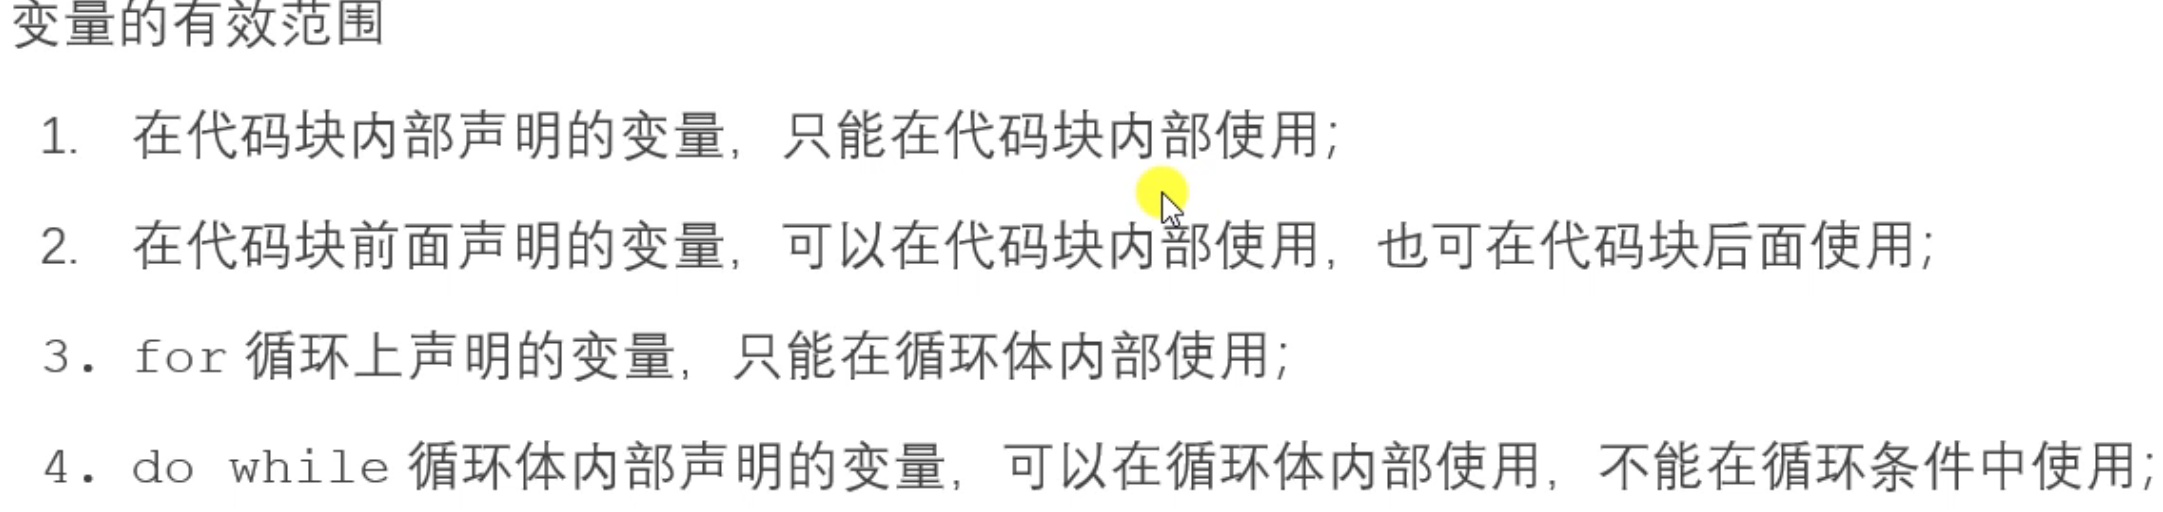 变量的有效范围
1. 在代码块内部声明的变量，只能在代码块内部使用；
2. 在代码块前面声明的变量，可以在代码块内部使用，也可在代码块后面使用；
3. for 循环上声明的变量，只能在循环体内部使用；
4. do while 循环体内部声明的变量，可以在循环体内部使用，不能在循环条件中使用；